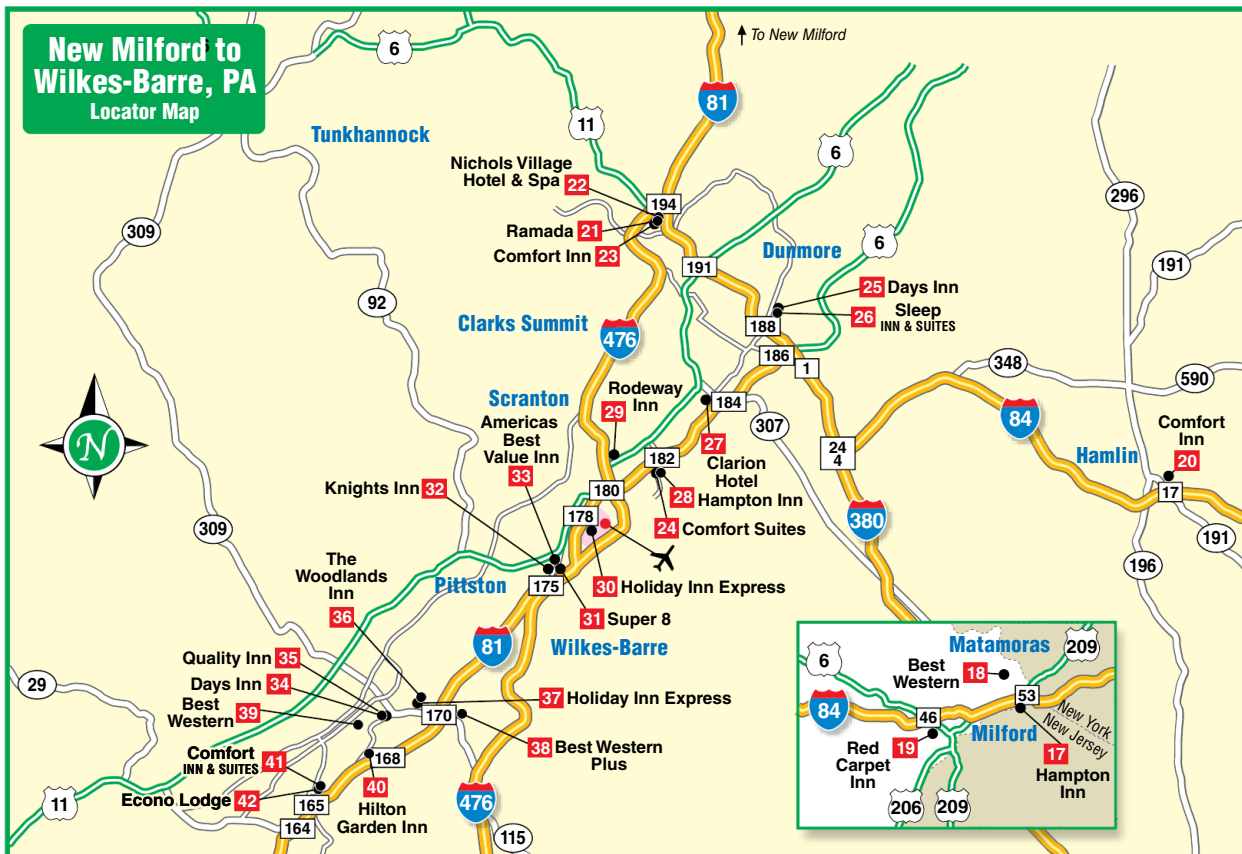 New Milford to
Wilkes-Barre, PA
Locator Map
6
6
↑ To New Milford
81
Tunkhannock
11
6
Nichols Village
Hotel & Spa 22
194
296
309
Ramada 21
Comfort Inn 23
Dunmore
6
191
191
92
25 Days Inn
26 Sleep
INN & SUITES
Clarks Summit
476
188
186
1
348
590
Scranton
Rodeway
Inn
29
184
307
84
Americas
Best
Value Inn
33
27
Clarion
Hotel
24
4
Hamlin
Comfort
Inn
20
17
N
Knights Inn 32
182
180
28
Hampton Inn
178
24 Comfort Suites
380
191
309
The
Woodlands
Inn
36
Pittston
175
30 Holiday Inn Express
196
31 Super 8
81
Wilkes-Barre
Quality Inn 35
Days Inn 34
Best
Western 39
29
37 Holiday Inn Express
170
38 Best Western
Plus
168
Comfort
INN & SUITES 41
Econo Lodge 42
40
Hilton
Garden Inn
11
165
164
476
115
Matamoras
209
6
Best
Western 18
53
84
46
New York
New Jersey
Milford
19
Red
Carpet
Inn
17
Hampton
Inn
206
209